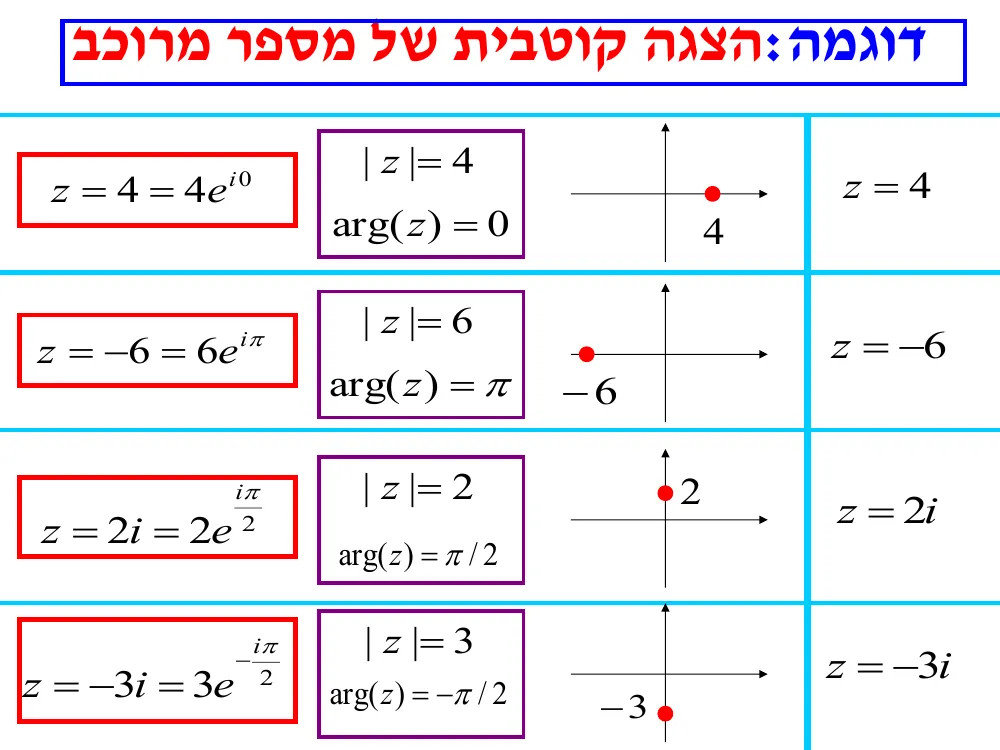 דוגמה: הצגה קוטבית של מספר מרוכב
z = 4
4
| z |= 4
arg(z) = 0
z = 4 = 4e^{i0}
z = −6
−6
| z |= 6
arg(z) = π
z = −6 = 6e^{iπ}
z = 2i
2
| z |= 2
arg(z) = π / 2
z = 2i = 2e^{\frac{iπ}{2}}
z = −3i
−3
| z |= 3
arg(z) = −π / 2
z = −3i = 3e^{−\frac{iπ}{2}}